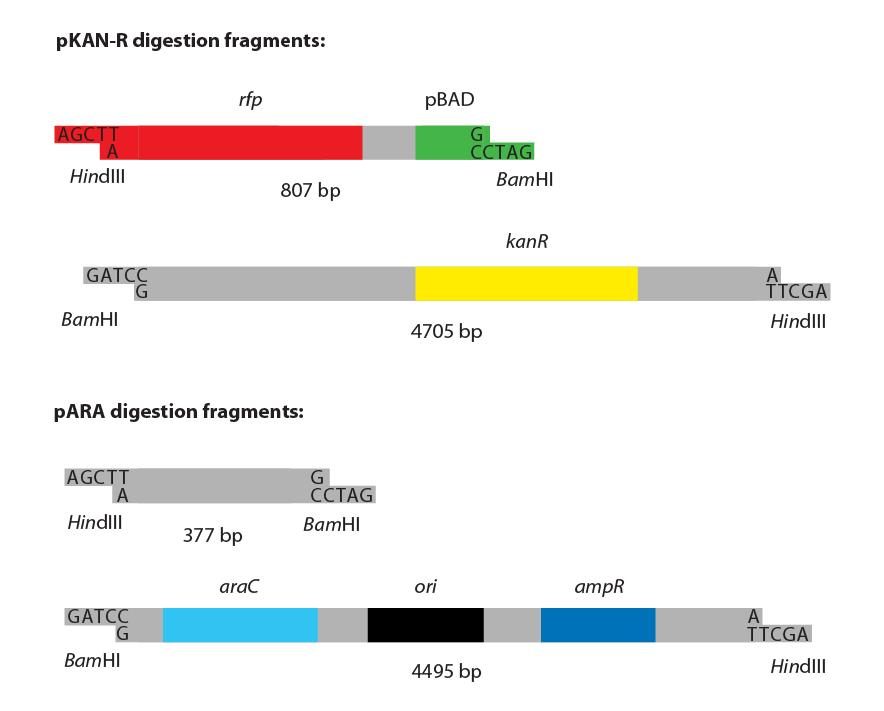 pKAN-R digestion fragments:
rfp pBAD
AGCTT G
A CCTAG
HindIII BamHI
807 bp
kanR
GATCC A
G TTCGA
BamHI HindIII
4705 bp
pARA digestion fragments:
AGCTT G
A CCTAG
HindIII BamHI
377 bp
araC ori ampR
GATCC A
G TTCGA
BamHI HindIII
4495 bp